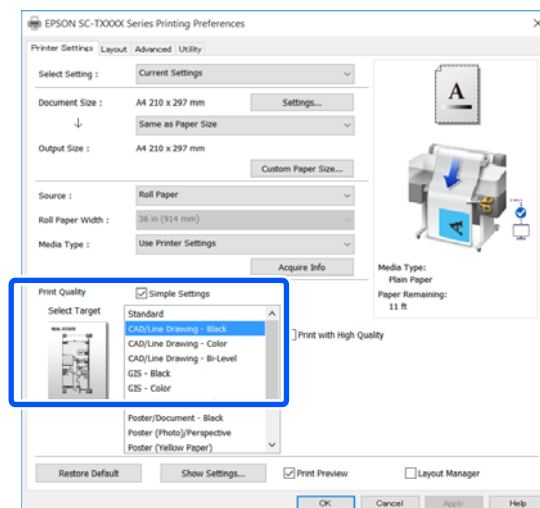 EPSON SC-TXXXX Series Printing Preferences
Printer Settings Layout Advanced Utility
Select Setting : Current Settings
Document Size : A4 210 x 297 mm Settings...
Same as Paper Size
Output Size : A4 210 x 297 mm
Custom Paper Size...
Source : Roll Paper
Roll Paper Width : 36 in (914 mm)
Media Type : Use Printer Settings
Acquire Info
A
Media Type:
Plain Paper
Paper Remaining:
11 ft
Print Quality Simple Settings
Select Target
REAL ESTATE
Standard
CAD/Line Drawing - Black
CAD/Line Drawing - Color
CAD/Line Drawing - Bi-Level
GIS - Black
GIS - Color
Poster/Document - Black
Poster (Photo)/Perspective
Poster (Yellow Paper)
Print with High Quality
Restore Default Show Settings... Print Preview Layout Manager
OK Cancel Apply Help